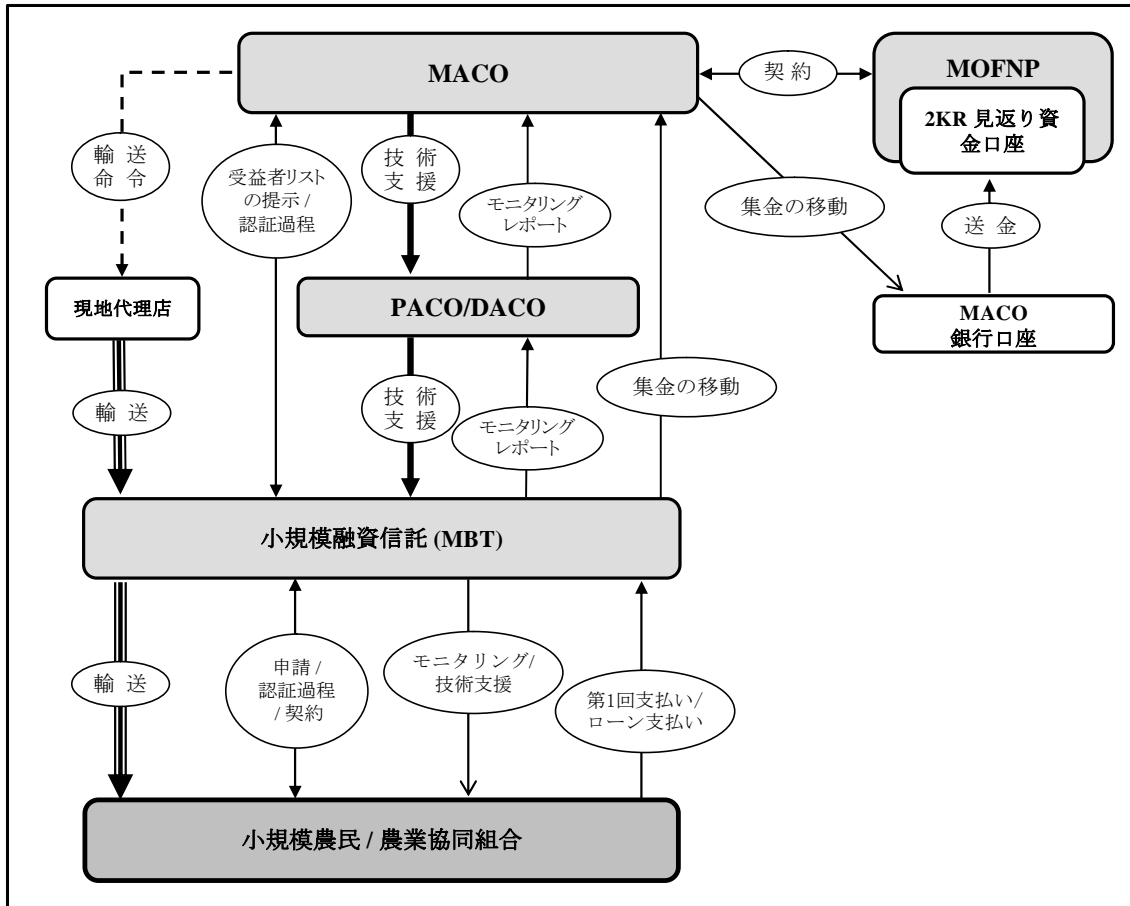 MACO
契 約
MOFNP
2KR 見返り資
金口座
輸 送
命 令
受益者リスト
の提示 /
認証過程
技 術
支 援
モニタリング
レポート
集金の移動
送 金
現地代理店
PACO/DACO
MACO
銀行口座
輸 送
技 術
支 援
モニタリング
レポート
集金の移動
小規模融資信託 (MBT)
輸 送
申請 /
認証過程
/ 契約
モニタリング/
技術支援
第1回支払い/
ローン支払い
小規模農民 / 農業協同組合